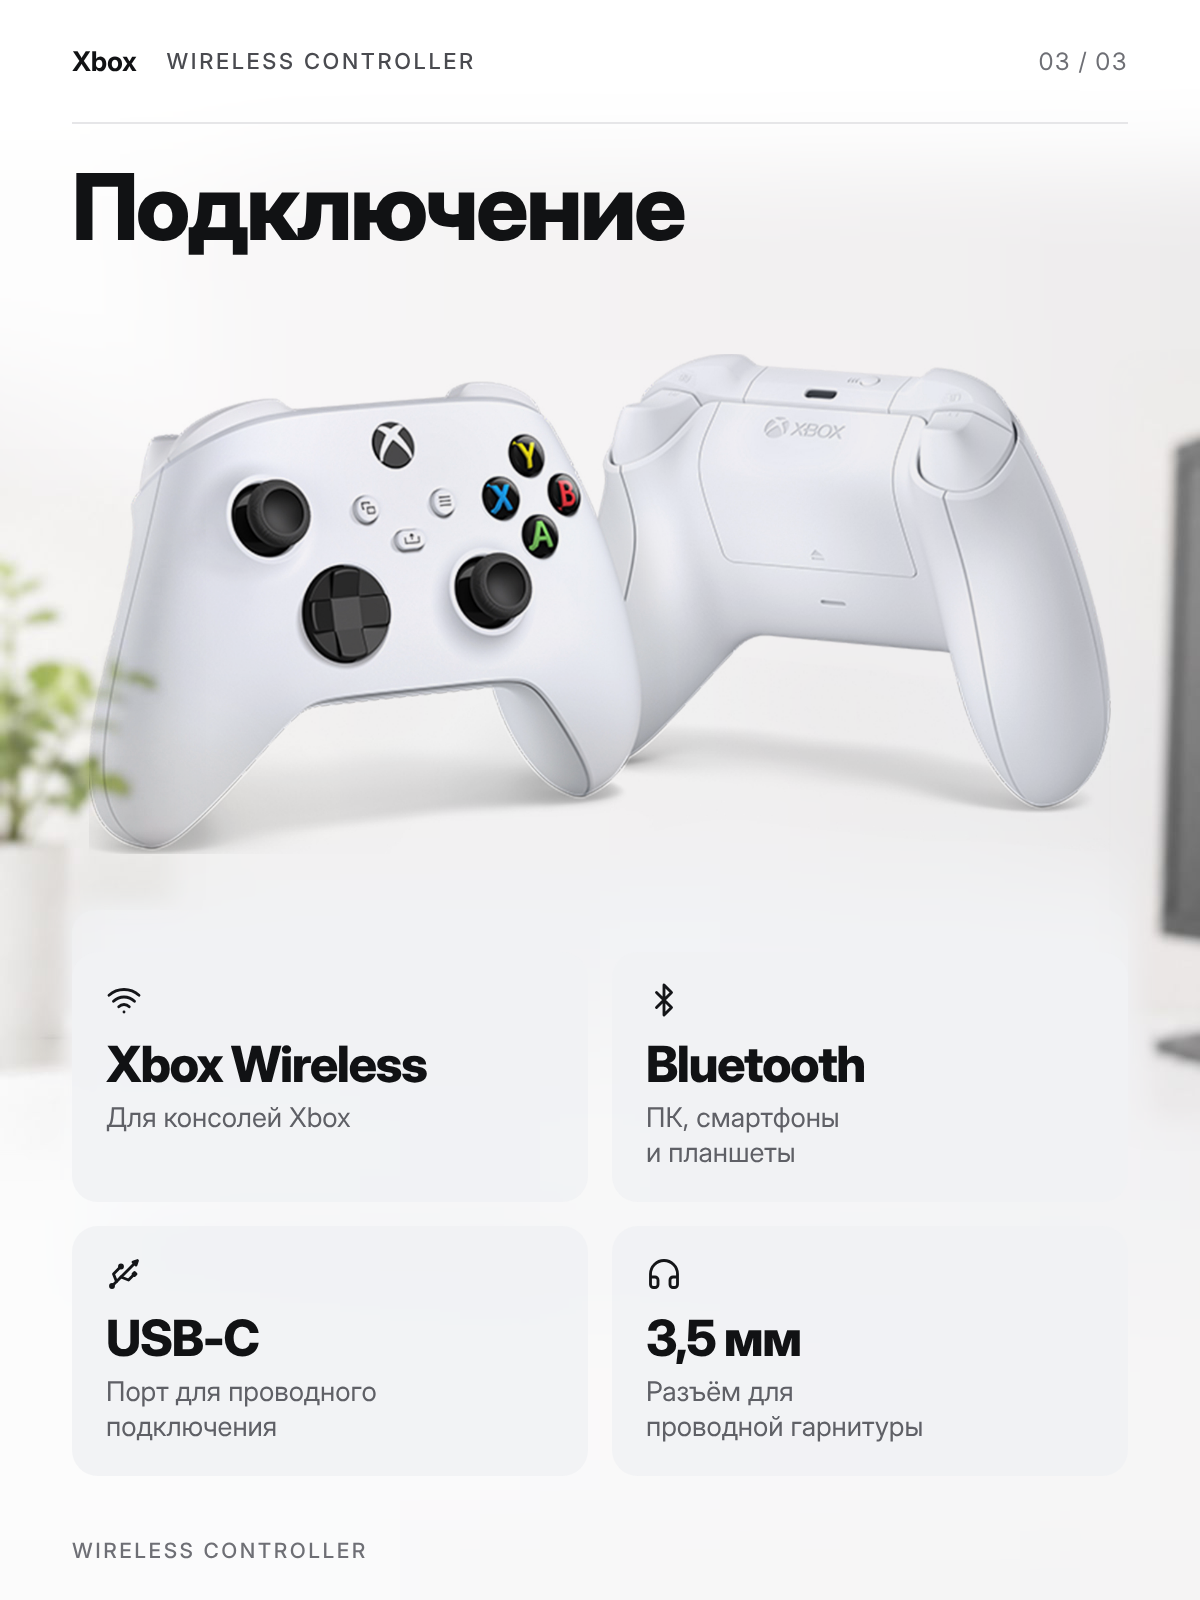 Xbox WIRELESS CONTROLLER 03 / 03
Подключение
XBOX
Y
X B
A
Xbox Wireless
Для консолей Xbox
Bluetooth
ПК, смартфоны
и планшеты
USB-C
Порт для проводного
подключения
3,5 мм
Разъём для
проводной гарнитуры
WIRELESS CONTROLLER